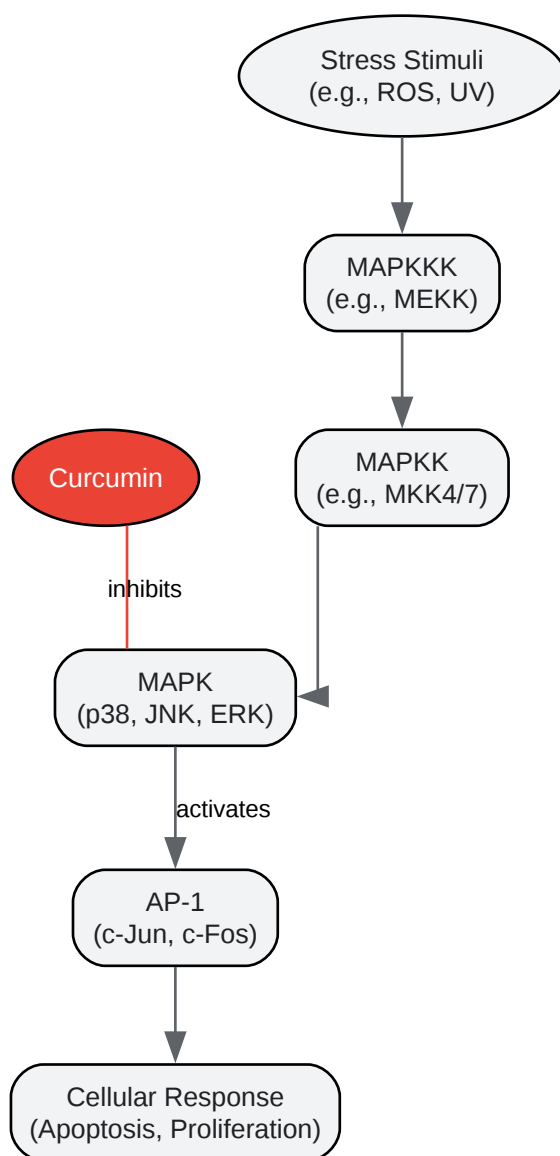 Stress Stimuli
(e.g., ROS, UV)
MAPKKK
(e.g., MEKK)
Curcumin
MAPKK
(e.g., MKK4/7)
inhibits
MAPK
(p38, JNK, ERK)
activates
AP-1
(c-Jun, c-Fos)
Cellular Response
(Apoptosis, Proliferation)